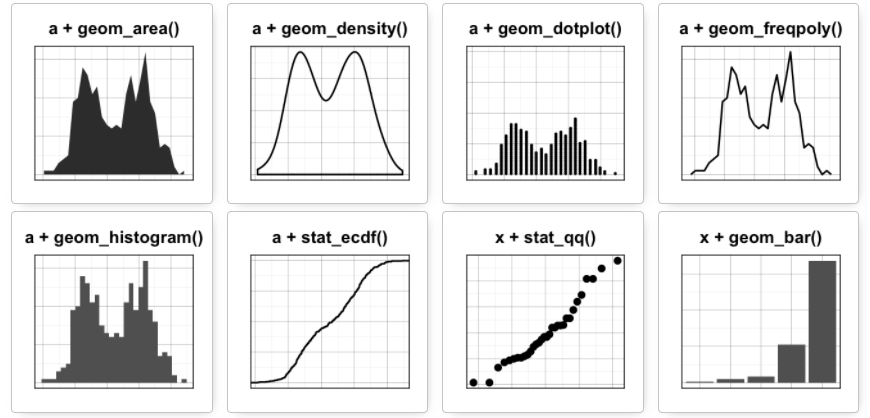 a + geom_area()
a + geom_density()
a + geom_dotplot()
a + geom_freqpoly()
a + geom_histogram()
a + stat_ecdf()
x + stat_qq()
x + geom_bar()